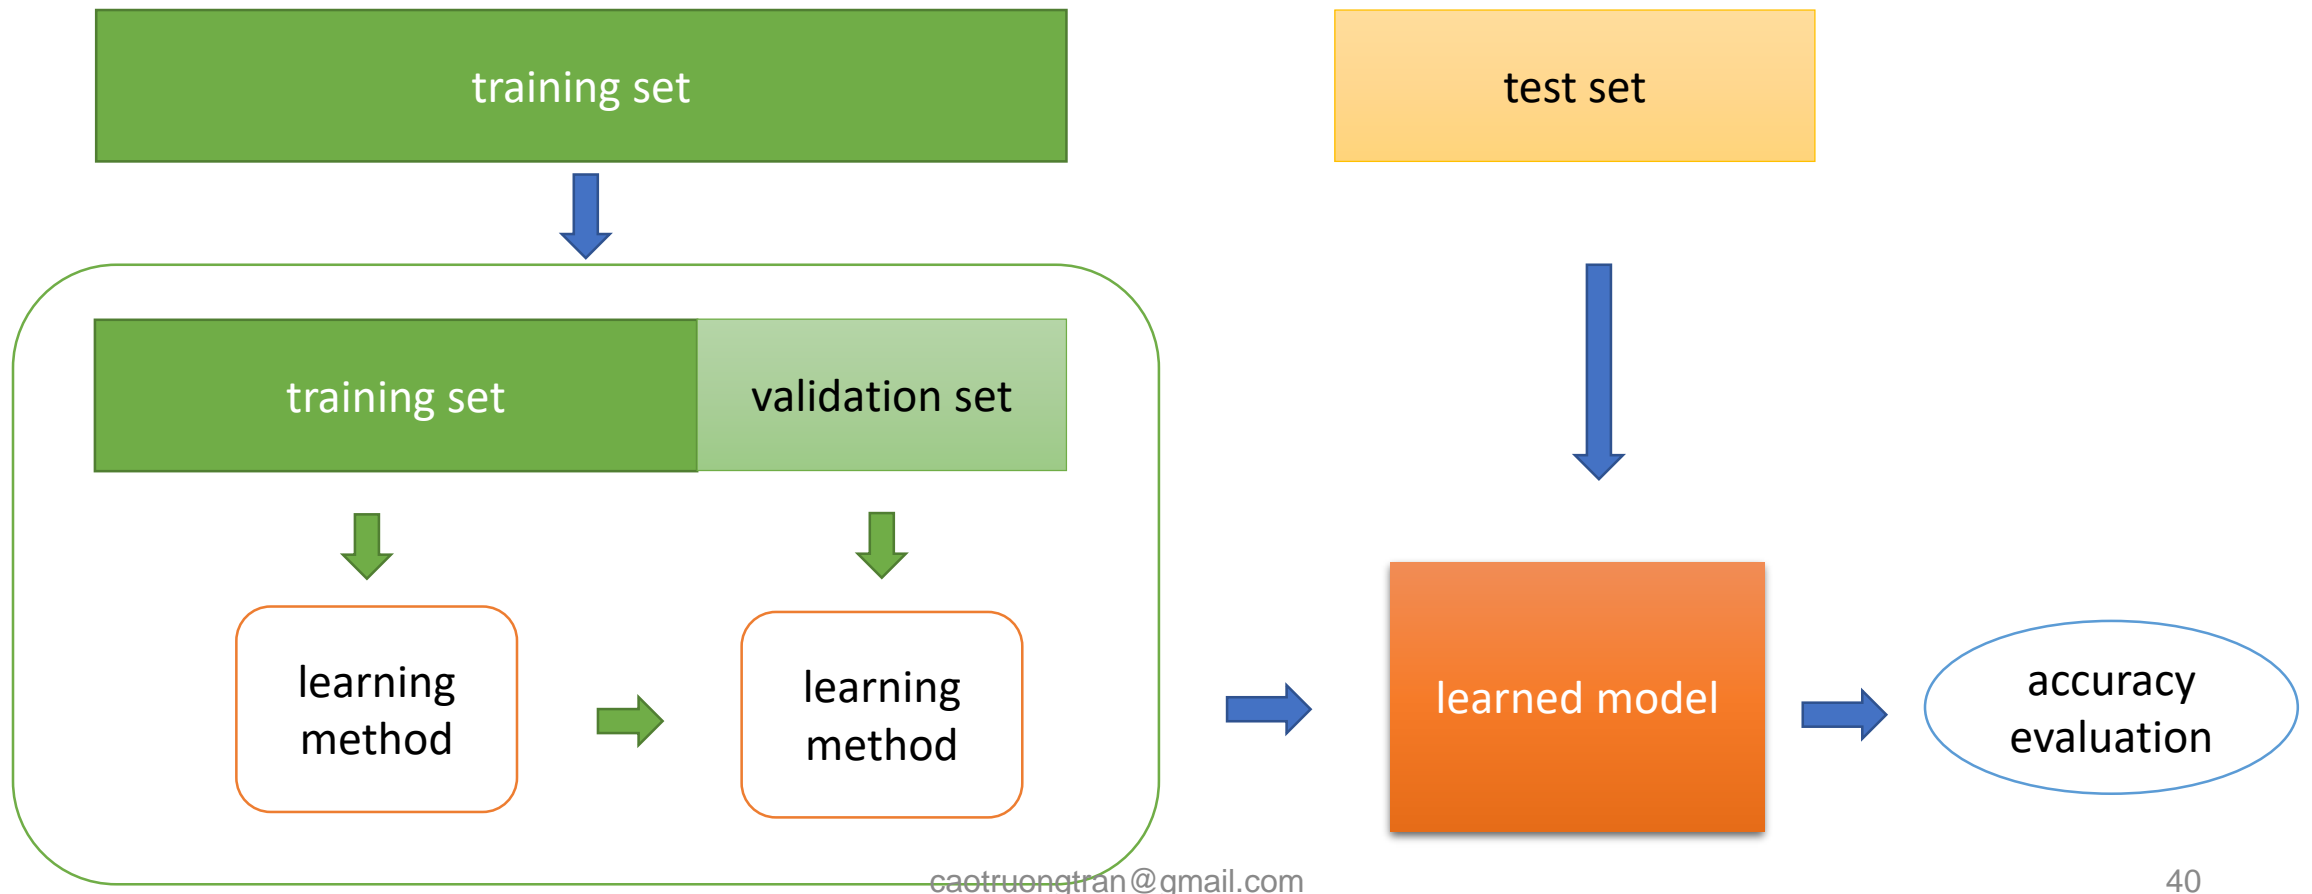 training set
test set
training set
validation set
learning
method
learning
method
learned model
accuracy
evaluation
caotruongtran@gmail.com
40